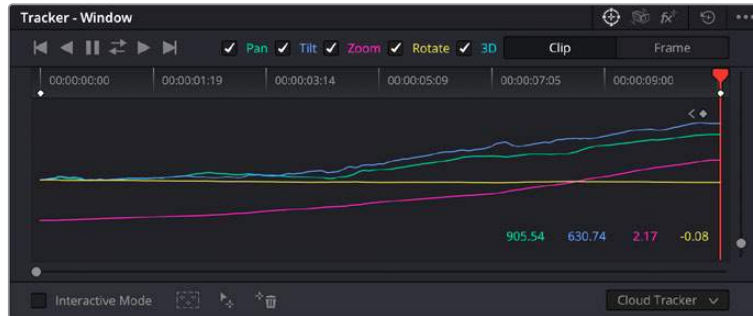 Tracker - Window
Pan Tilt Zoom Rotate 3D Clip Frame
00:00:00:00 00:00:01:19 00:00:03:14 00:00:05:09 00:00:07:05 00:00:09:00
905.54 630.74 2.17 -0.08
Interactive Mode Cloud Tracker